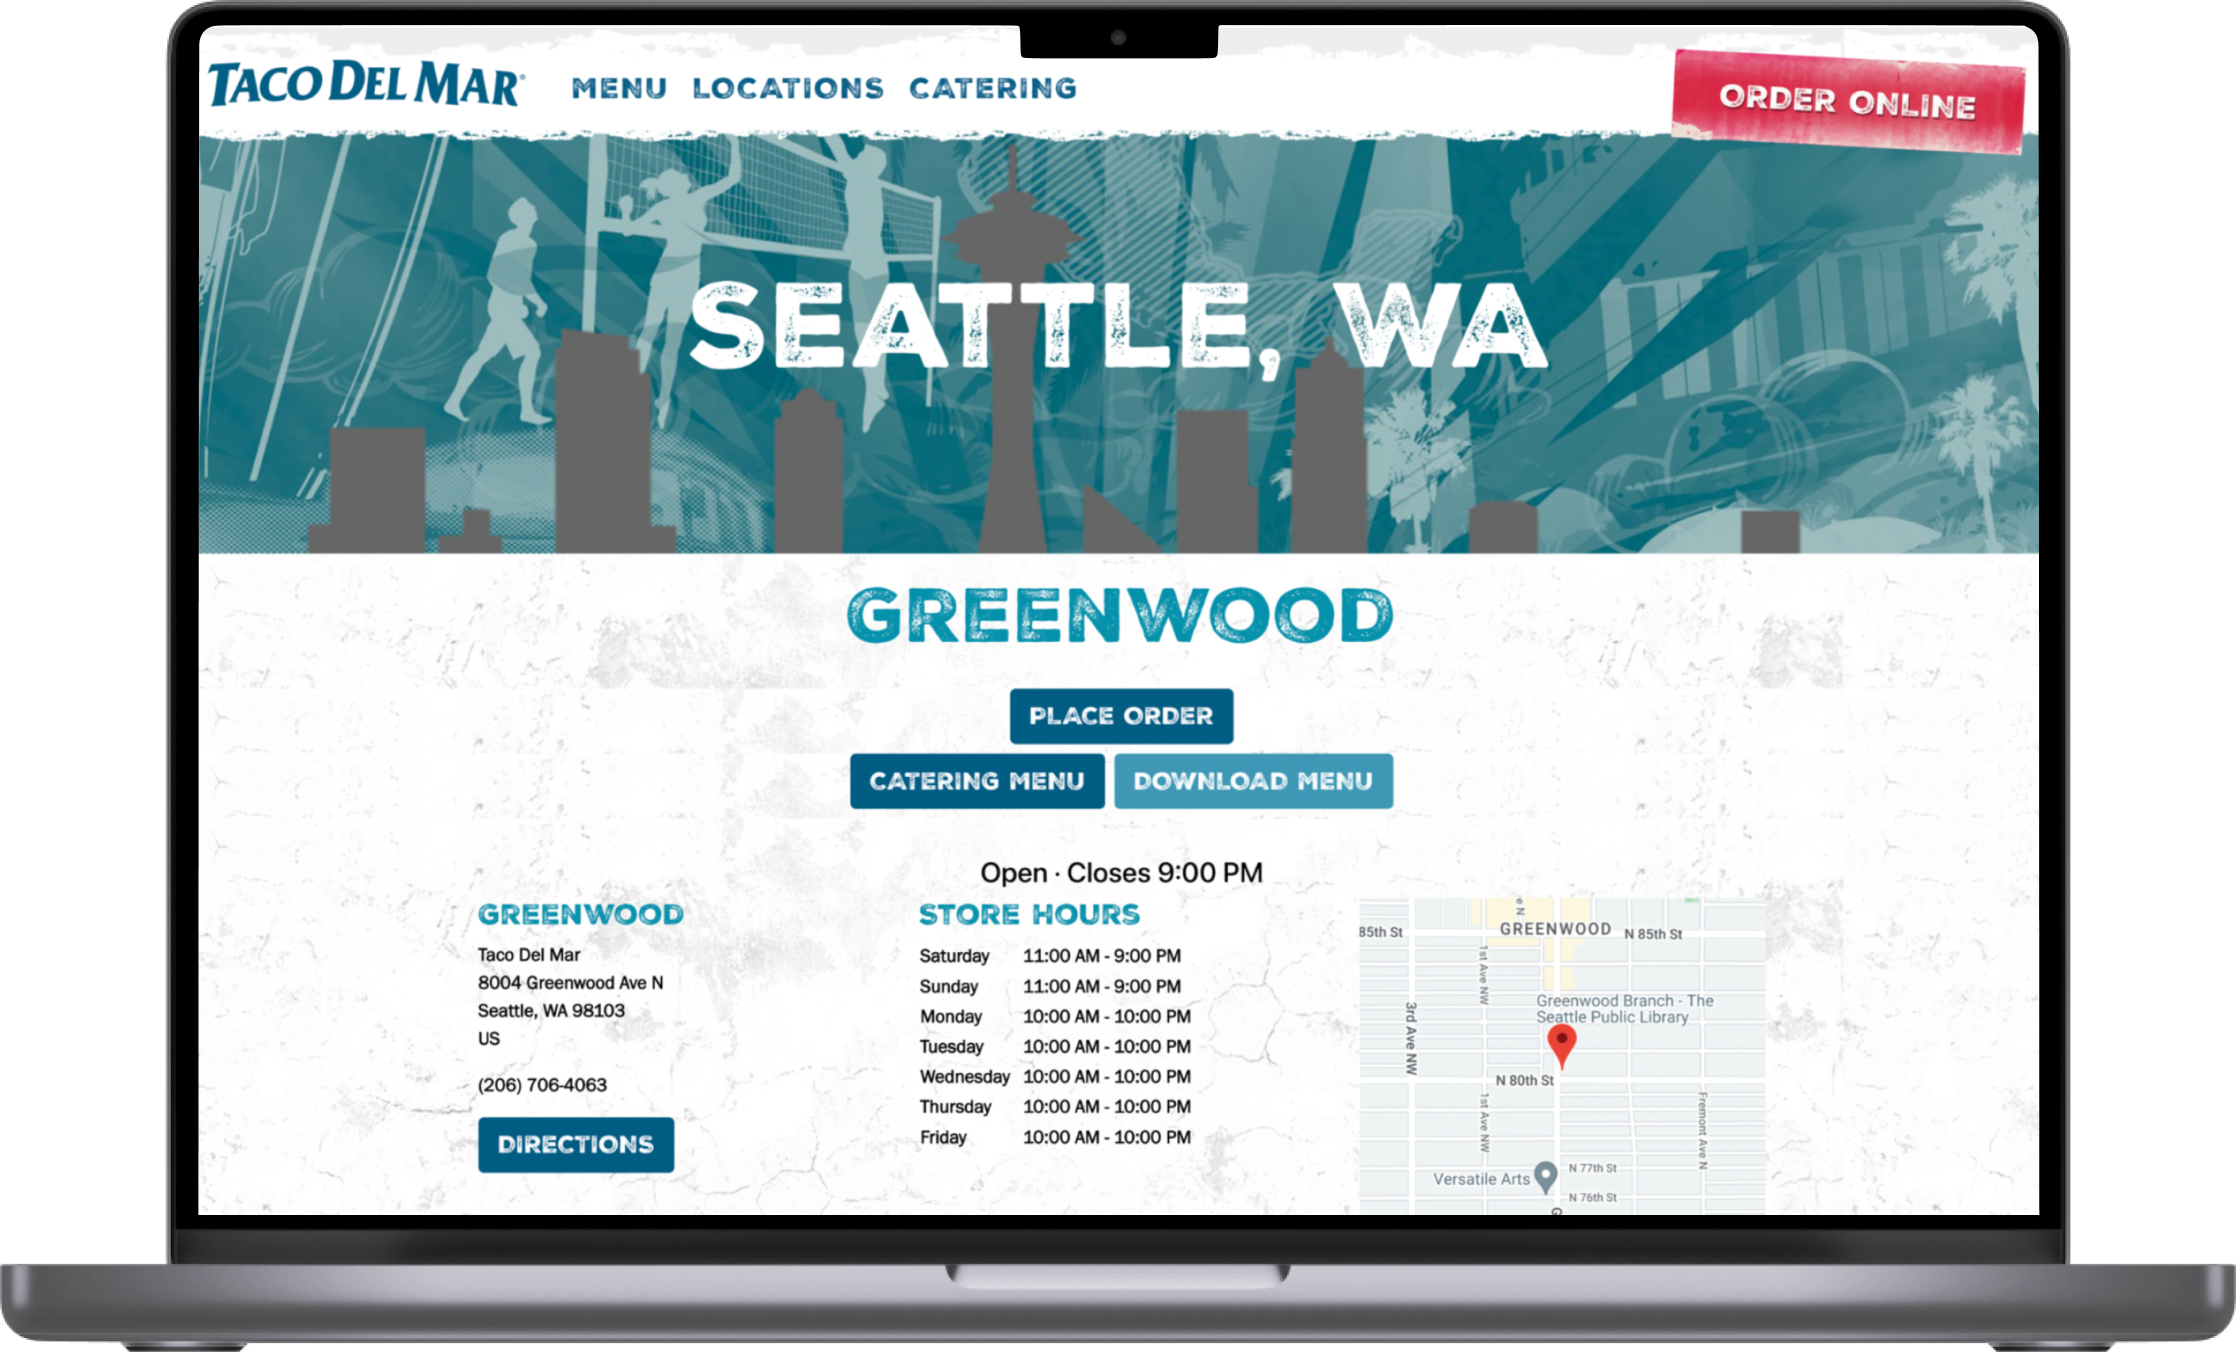 TACO DEL MAR®
MENU LOCATIONS CATERING
ORDER ONLINE
SEATTLE, WA
GREENWOOD
PLACE ORDER
CATERING MENU
DOWNLOAD MENU
Open · Closes 9:00 PM
GREENWOOD
Taco Del Mar
8004 Greenwood Ave N
Seattle, WA 98103
US
(206) 706-4063
DIRECTIONS
STORE HOURS
Saturday 11:00 AM - 9:00 PM
Sunday 11:00 AM - 9:00 PM
Monday 10:00 AM - 10:00 PM
Tuesday 10:00 AM - 10:00 PM
Wednesday 10:00 AM - 10:00 PM
Thursday 10:00 AM - 10:00 PM
Friday 10:00 AM - 10:00 PM
e N
GREENWOOD
85th St
N 85th St
1st Ave NW
3rd Ave NW
Greenwood Branch - The
Seattle Public Library
N 80th St
1st Ave NW
Fremont Ave N
Versatile Arts
N 77th St
N 76th St
G